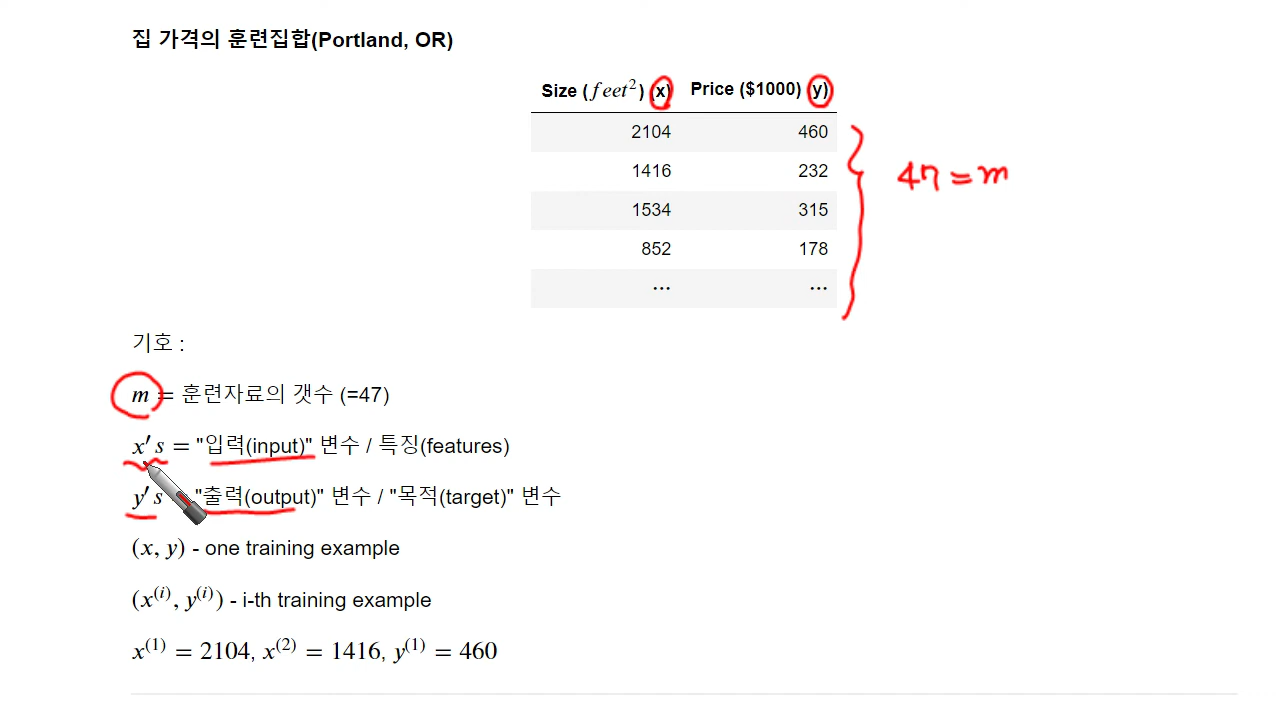 집 가격의 훈련집합(Portland, OR)
Size (feet²) (x) Price ($1000) (y)
2104 460
1416 232
1534 315
852 178
... ...
47 = m
기호 :
m = 훈련자료의 갯수 (=47)
x′s = "입력(input)" 변수 / 특징(features)
y′s "출력(output)" 변수 / "목적(target)" 변수
(x, y) - one training example
(x⁽ⁱ⁾, y⁽ⁱ⁾) - i-th training example
x⁽¹⁾ = 2104, x⁽²⁾ = 1416, y⁽¹⁾ = 460